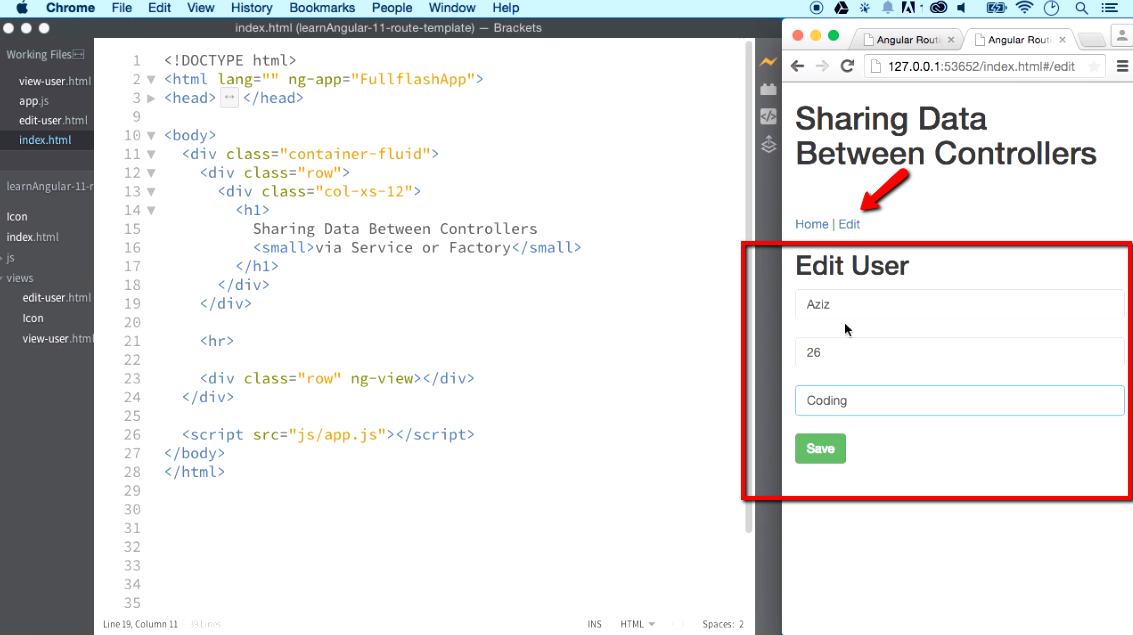 Chrome File Edit View History Bookmarks People Window Help
index.html (learnAngular-11-route-template) — Brackets
Working Files
view-user.html
app.js
edit-user.html
index.html
learnAngular-11-r
Icon
index.html
js
views
edit-user.html
Icon
view-user.html
1 <!DOCTYPE html>
2 <html lang="" ng-app="FullflashApp">
3 <head> </head>
9
10 <body>
11 <div class="container-fluid">
12 <div class="row">
13 <div class="col-xs-12">
14 <h1>
15 Sharing Data Between Controllers
16 <small>via Service or Factory</small>
17 </h1>
18 </div>
19 </div>
20
21 <hr>
22
23 <div class="row" ng-view></div>
24 </div>
25
26 <script src="js/app.js"></script>
27 </body>
28 </html>
29
30
31
32
33
34
35
Line 19, Column 11 39 Lines
INS HTML Spaces: 2
Angular Routi × Angular Routi ×
127.0.0.1:53652/index.html#/edit
Sharing Data
Between Controllers
Home | Edit
Edit User
Aziz
26
Coding
Save